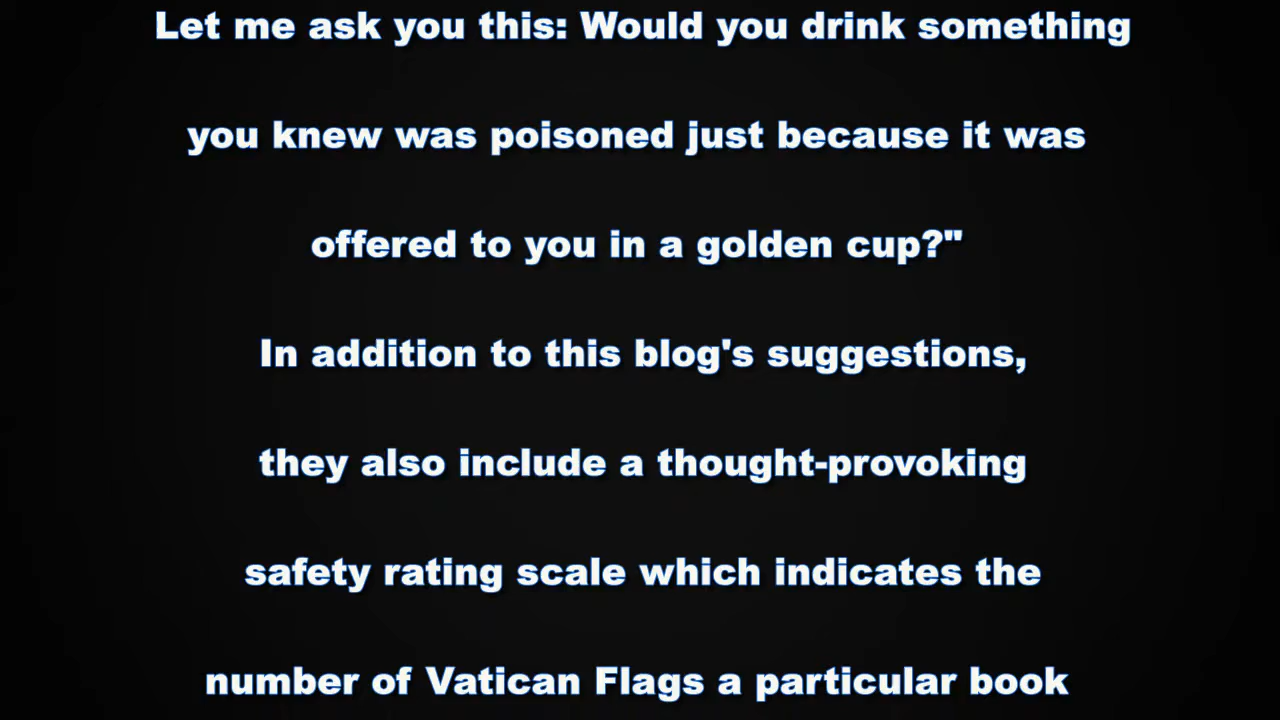 Let me ask you this: Would you drink something
you knew was poisoned just because it was
offered to you in a golden cup?"
In addition to this blog's suggestions,
they also include a thought-provoking
safety rating scale which indicates the
number of Vatican Flags a particular book